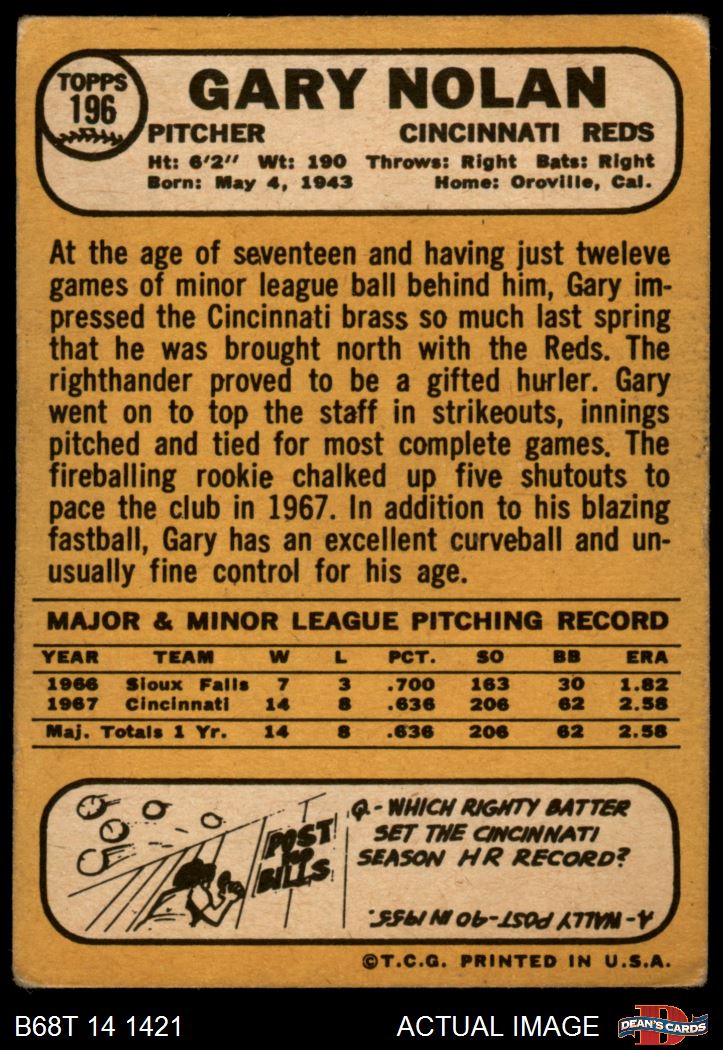 TOPPS
196
GARY NOLAN
PITCHER CINCINNATI REDS
Ht: 6'2" Wt: 190 Throws: Right Bats: Right
Born: May 4, 1943 Home: Oroville, Cal.
At the age of seventeen and having just tweleve
games of minor league ball behind him, Gary im-
pressed the Cincinnati brass so much last spring
that he was brought north with the Reds. The
righthander proved to be a gifted hurler. Gary
went on to top the staff in strikeouts, innings
pitched and tied for most complete games. The
fireballing rookie chalked up five shutouts to
pace the club in 1967. In addition to his blazing
fastball, Gary has an excellent curveball and un-
usually fine control for his age.
MAJOR & MINOR LEAGUE PITCHING RECORD
YEAR TEAM W L PCT. SO BB ERA
1966 Sioux Falls 7 3 .700 163 30 1.82
1967 Cincinnati 14 8 .636 206 62 2.58
Maj. Totals 1 Yr. 14 8 .636 206 62 2.58
POST
NO
BILLS
Q.-WHICH RIGHTY BATTER
SET THE CINCINNATI
SEASON HR RECORD?
A-WALLY POST-40 IN 1955.
©T.C.G. PRINTED IN U.S.A.
B68T 14 1421 ACTUAL IMAGE
D
DEAN'S CARDS